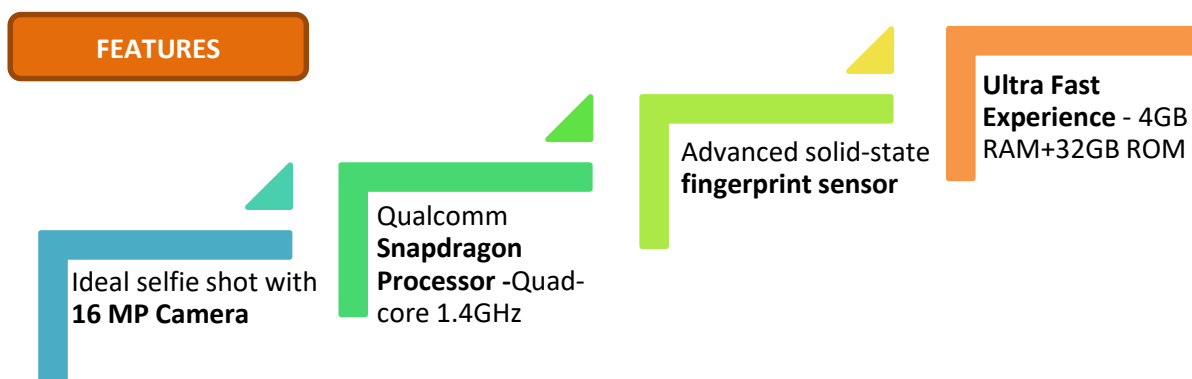 FEATURES
Ideal selfie shot with
16 MP Camera
Qualcomm
Snapdragon
Processor -Quad-
core 1.4GHz
Advanced solid-state
fingerprint sensor
Ultra Fast
Experience - 4GB
RAM+32GB ROM